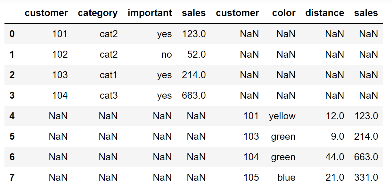 customer category important sales customer color distance sales
0 101 cat2 yes 123.0 NaN NaN NaN NaN
1 102 cat2 no 52.0 NaN NaN NaN NaN
2 103 cat1 yes 214.0 NaN NaN NaN NaN
3 104 cat3 yes 663.0 NaN NaN NaN NaN
4 NaN NaN NaN NaN 101 yellow 12.0 123.0
5 NaN NaN NaN NaN 103 green 9.0 214.0
6 NaN NaN NaN NaN 104 green 44.0 663.0
7 NaN NaN NaN NaN 105 blue 21.0 331.0